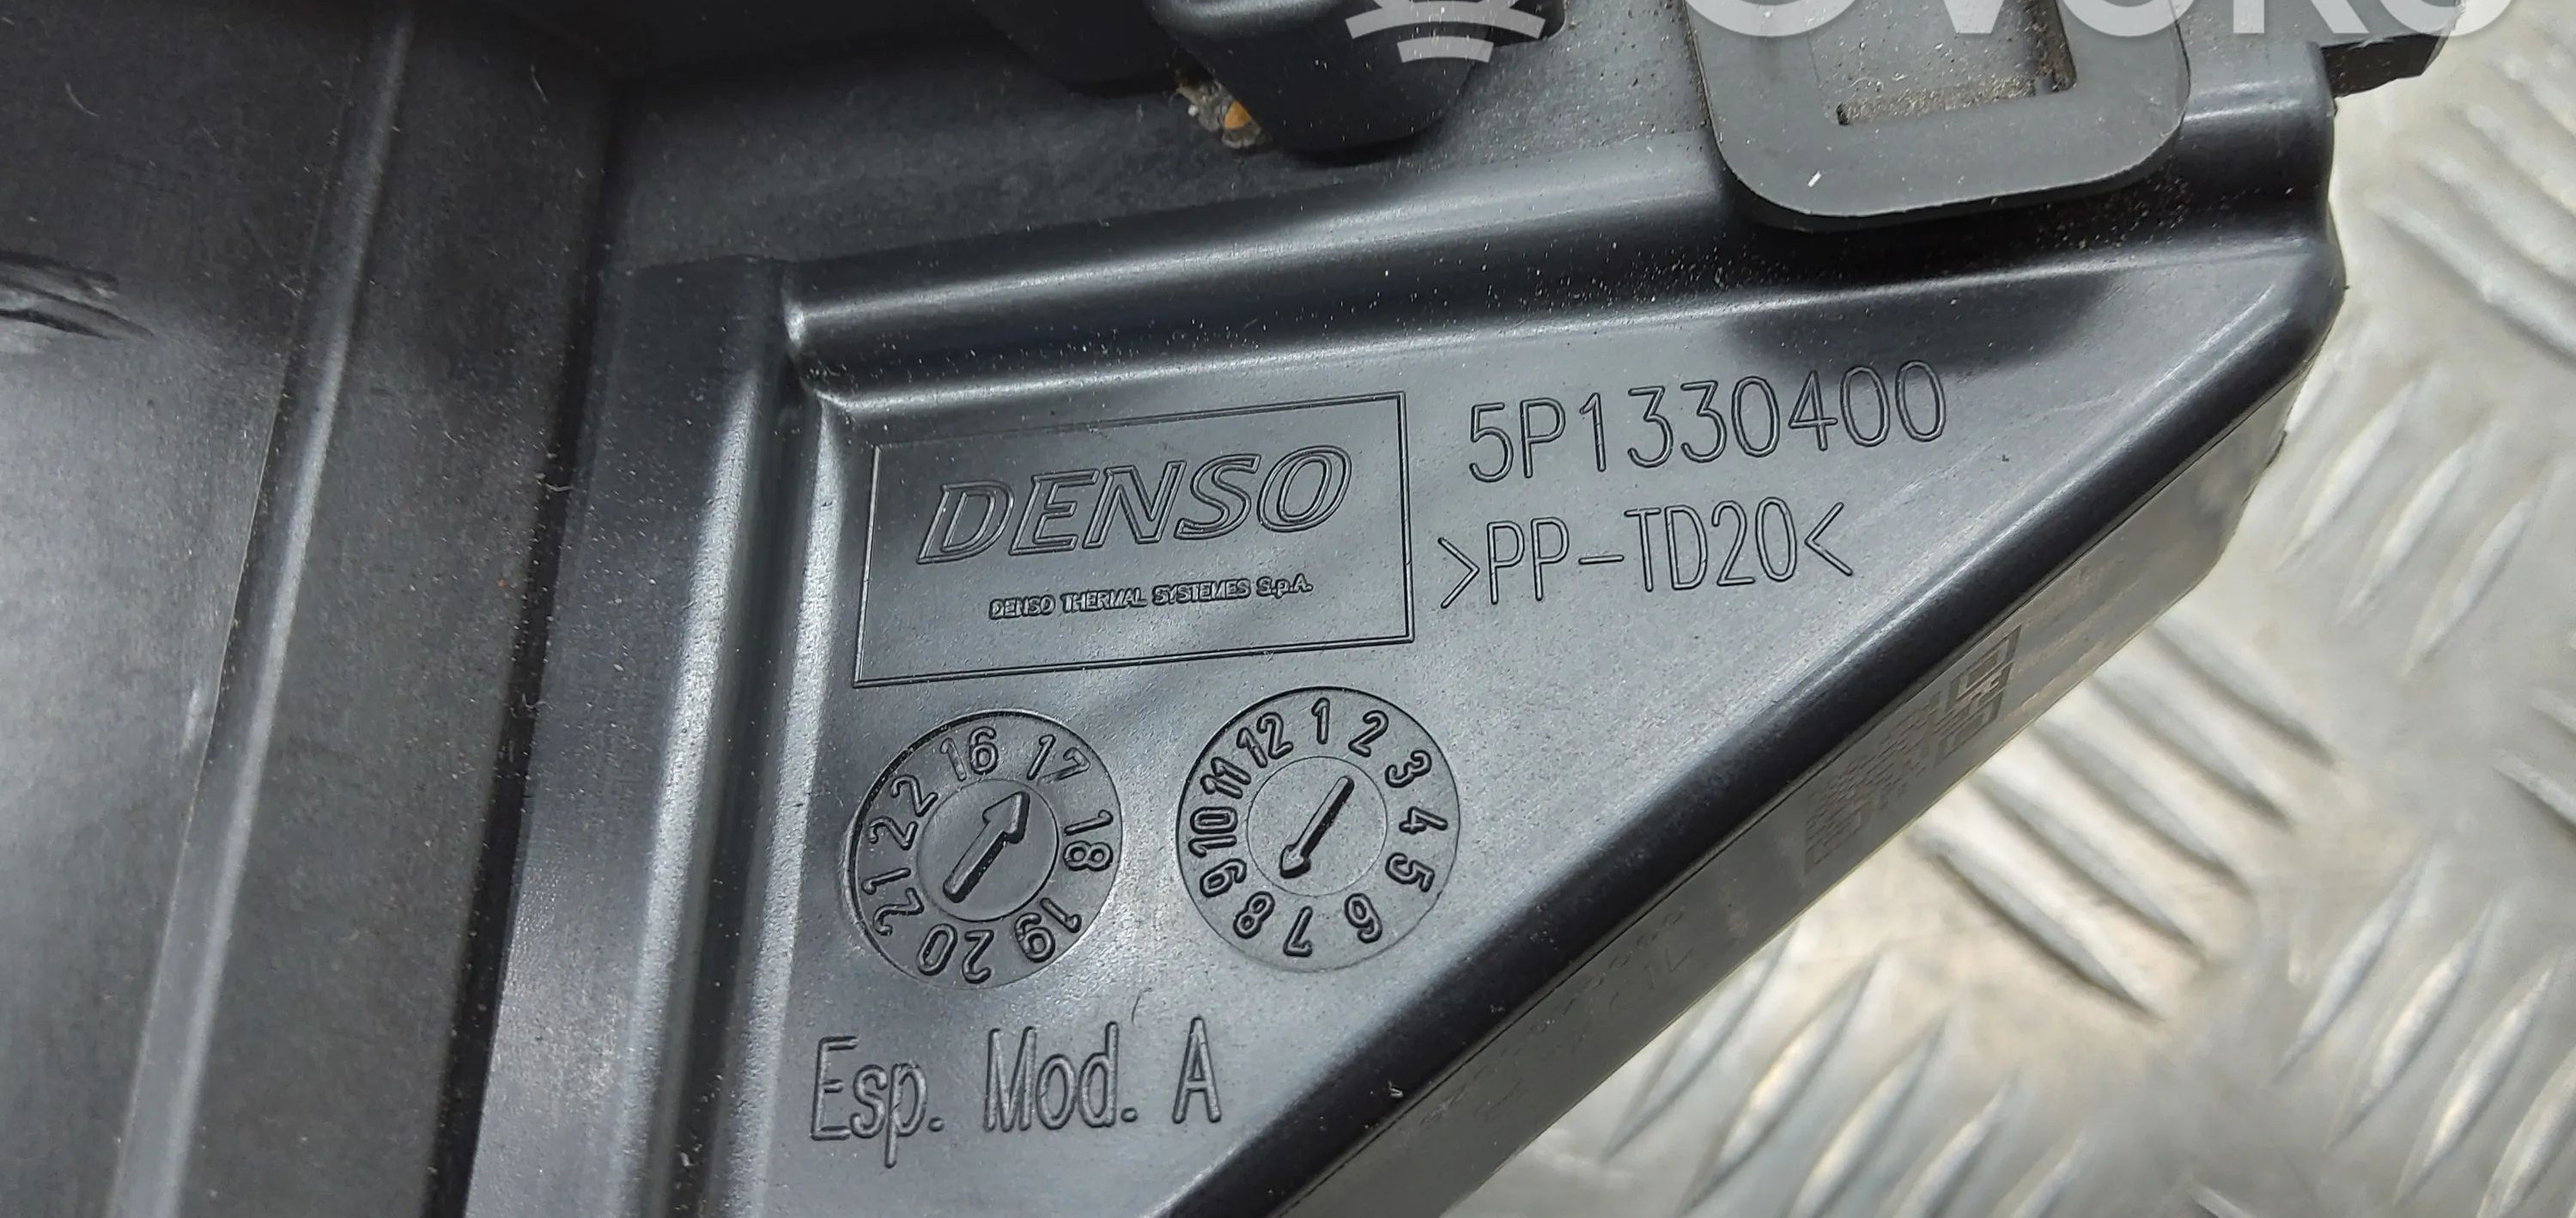 OVOKO
5P1330400
DENSO
>PP-TD20<
DENSO THERMAL SYSTEMES S.p.A.
16 17 18 19 20 21 22
12 1 2 3 4 5 6 7 8 9 10 11
Esp. Mod. A